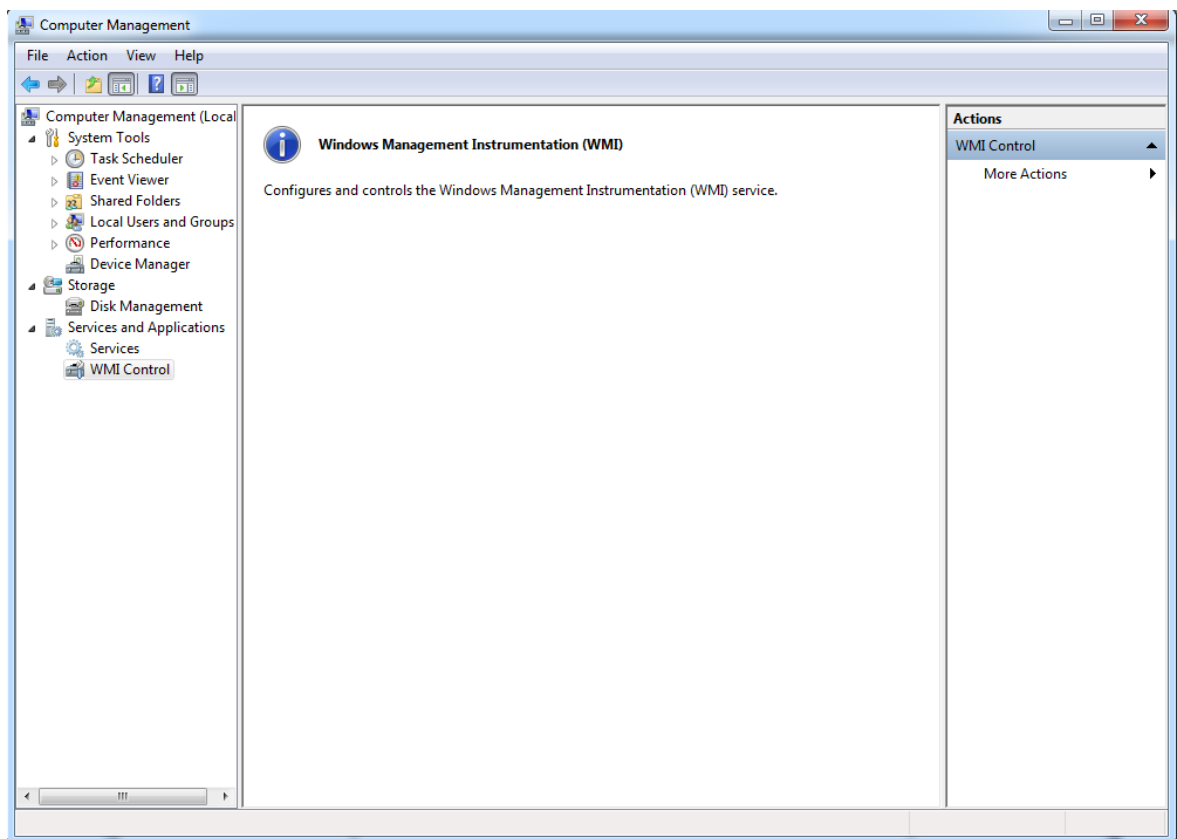 Computer Management
File Action View Help
Computer Management (Local
System Tools
Task Scheduler
Event Viewer
Shared Folders
Local Users and Groups
Performance
Device Manager
Storage
Disk Management
Services and Applications
Services
WMI Control
Windows Management Instrumentation (WMI)
Configures and controls the Windows Management Instrumentation (WMI) service.
Actions
WMI Control
More Actions